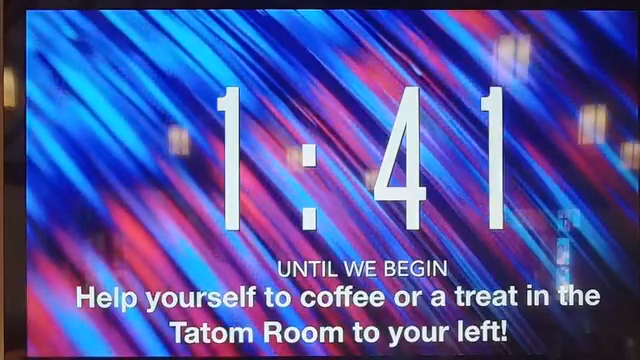 1:41
UNTIL WE BEGIN
Help yourself to coffee or a treat in the
Tatom Room to your left!